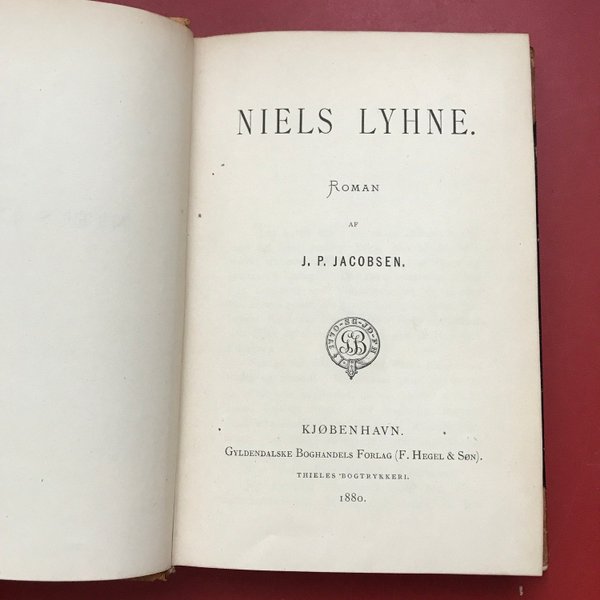 NIELS LYHNE.
ROMAN
AF
J. P. JACOBSEN.
KJØBENHAVN.
GYLDENDALSKE BOGHANDELS FORLAG (F. HEGEL & SØN).
THIELES BOGTRYKKERI.
1880.